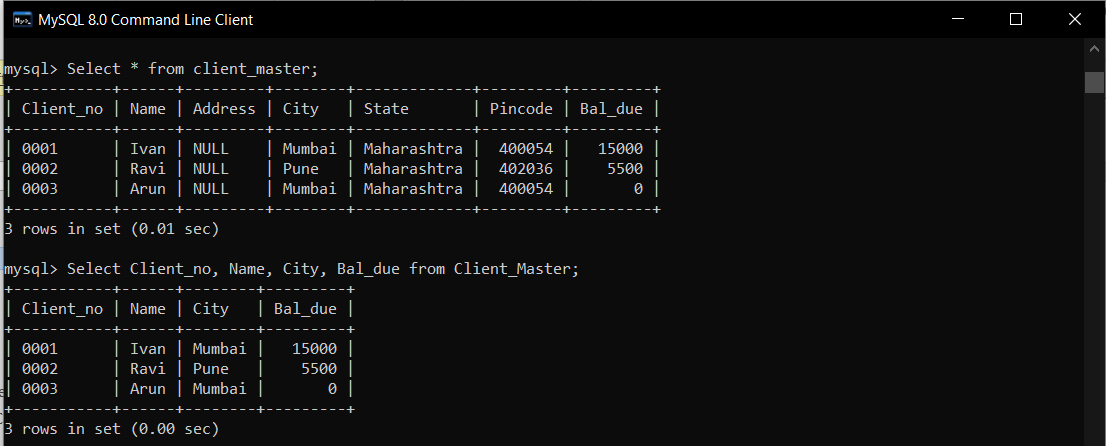 MySQL 8.0 Command Line Client
mysql> Select * from client_master;
+-----------+------+---------+--------+-------------+---------+---------+
| Client_no | Name | Address | City   | State       | Pincode | Bal_due |
+-----------+------+---------+--------+-------------+---------+---------+
| 0001      | Ivan | NULL    | Mumbai | Maharashtra |  400054 |   15000 |
| 0002      | Ravi | NULL    | Pune   | Maharashtra |  402036 |    5500 |
| 0003      | Arun | NULL    | Mumbai | Maharashtra |  400054 |       0 |
+-----------+------+---------+--------+-------------+---------+---------+
3 rows in set (0.01 sec)
mysql> Select Client_no, Name, City, Bal_due from Client_Master;
+-----------+------+--------+---------+
| Client_no | Name | City   | Bal_due |
+-----------+------+--------+---------+
| 0001      | Ivan | Mumbai |   15000 |
| 0002      | Ravi | Pune   |    5500 |
| 0003      | Arun | Mumbai |       0 |
+-----------+------+--------+---------+
3 rows in set (0.00 sec)